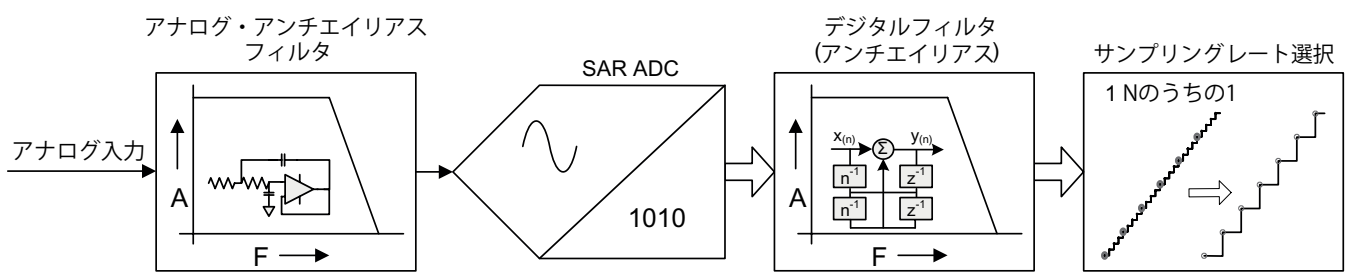 アナログ・アンチエイリアス
フィルタ
アナログ入力
A
F
SAR ADC
1010
デジタルフィルタ
(アンチエイリアス)
x(n)
Σ
y(n)
n-1
z-1
n-1
z-1
A
F
サンプリングレート選択
1 Nのうちの1